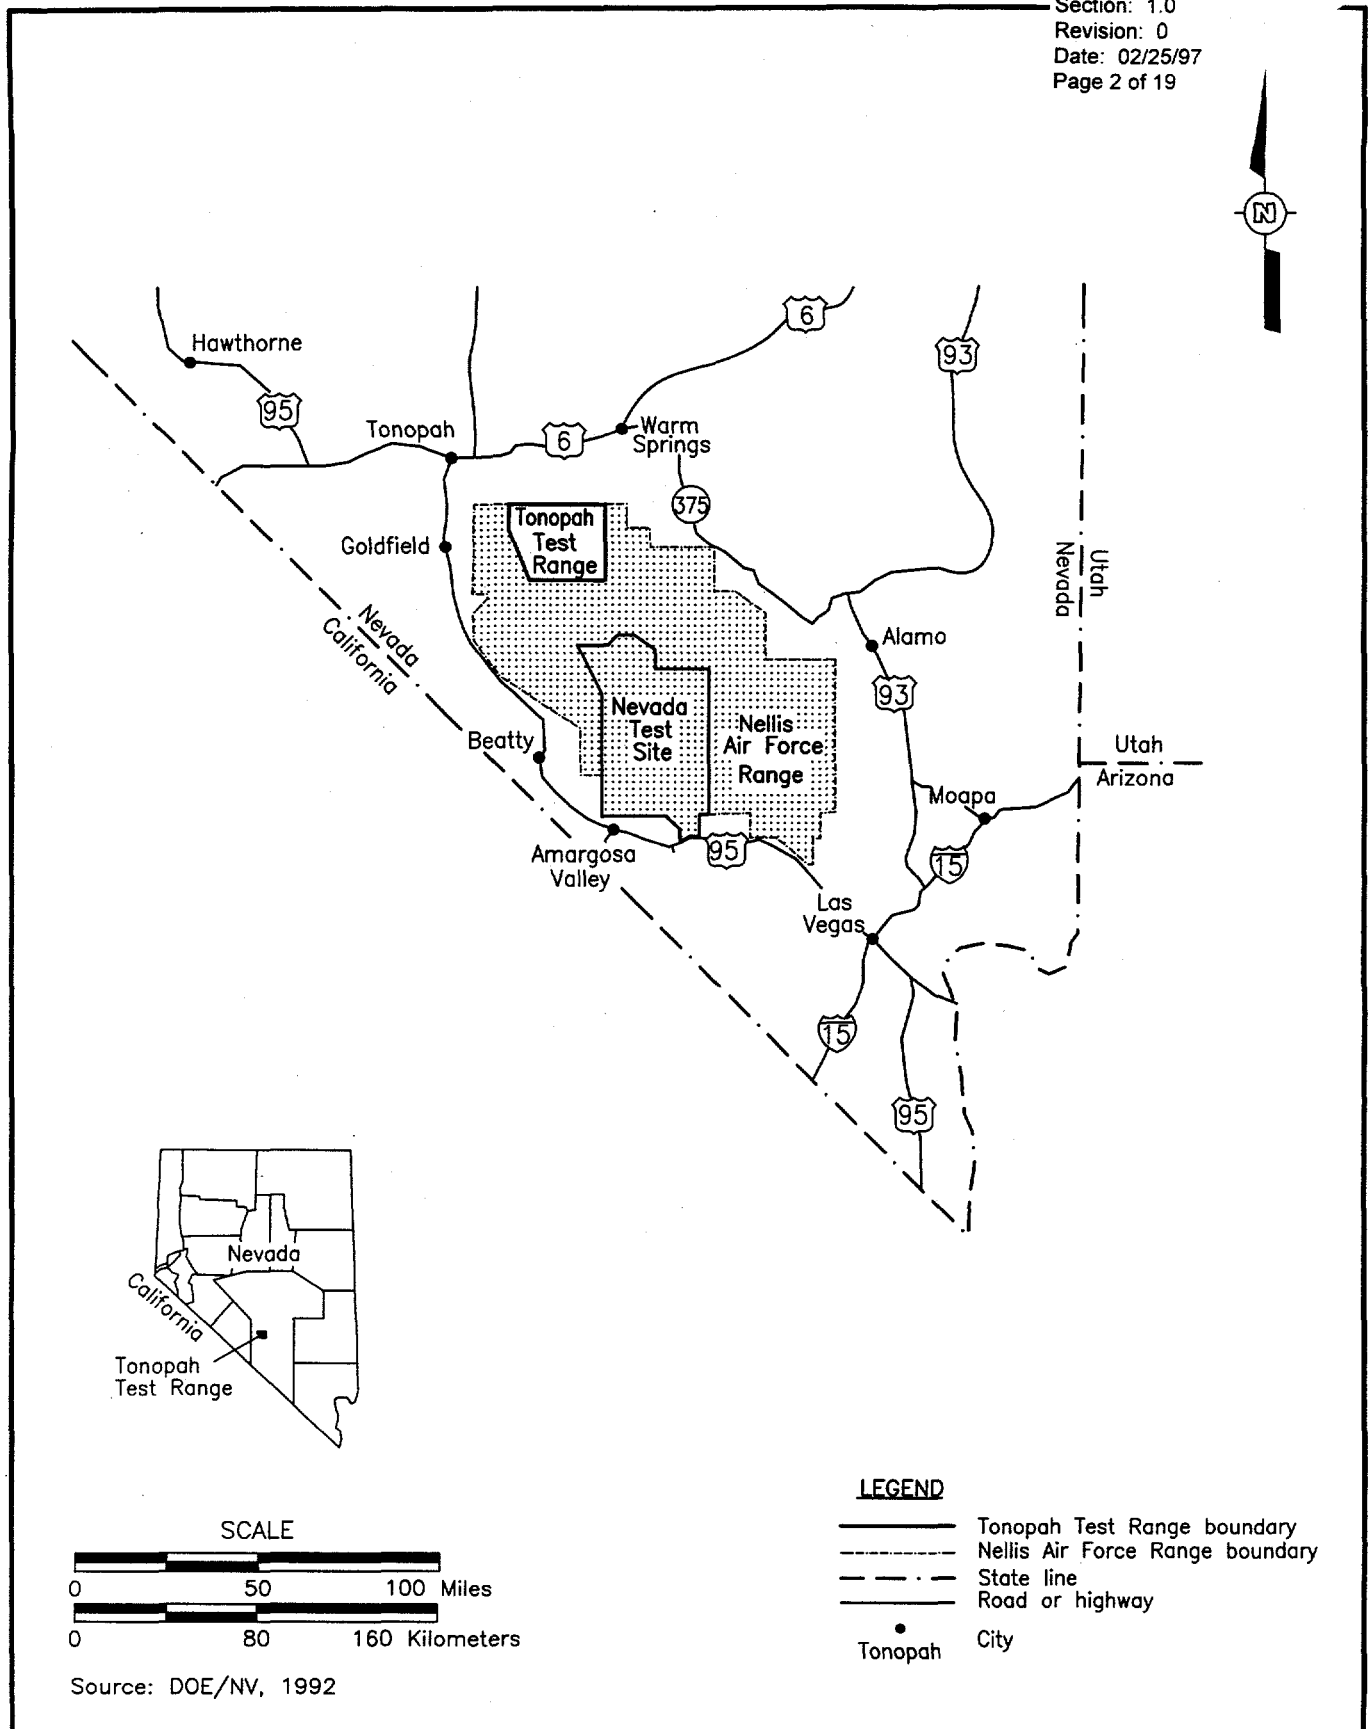 Section: 1.0
Revision: 0
Date: 02/25/97
Page 2 of 19
N
6
93
Hawthorne
95
Tonopah
6
Warm
Springs
375
Tonopah
Test
Range
Goldfield
Utah
Nevada
Nevada
California
Alamo
93
Nevada
Test
Site
Nellis
Air Force
Range
Beatty
Utah
Arizona
Moapa
Amargosa
Valley
95
15
Las
Vegas
15
95
Nevada
California
Tonopah
Test Range
LEGEND
Tonopah Test Range boundary
Nellis Air Force Range boundary
State line
Road or highway
Tonopah
City
SCALE
0 50 100 Miles
0 80 160 Kilometers
Source: DOE/NV, 1992